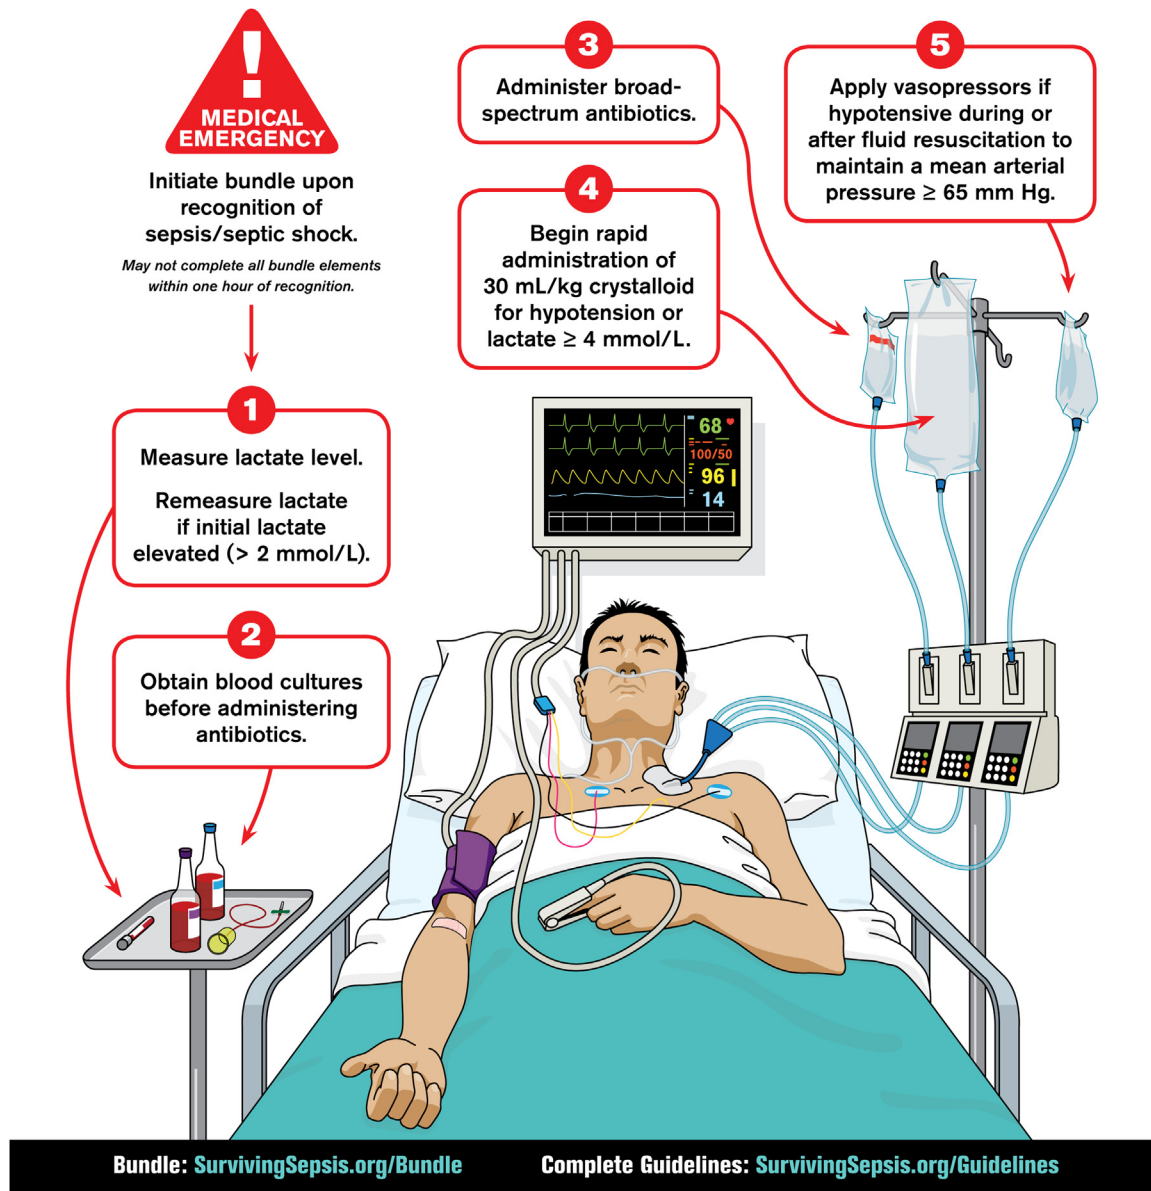 !
MEDICAL
EMERGENCY
Initiate bundle upon
recognition of
sepsis/septic shock.
May not complete all bundle elements
within one hour of recognition.
1
Measure lactate level.
Remeasure lactate
if initial lactate
elevated (> 2 mmol/L).
2
Obtain blood cultures
before administering
antibiotics.
3
Administer broad-
spectrum antibiotics.
4
Begin rapid
administration of
30 mL/kg crystalloid
for hypotension or
lactate ≥ 4 mmol/L.
5
Apply vasopressors if
hypotensive during or
after fluid resuscitation to
maintain a mean arterial
pressure ≥ 65 mm Hg.
68
100/50
96
14
Bundle: SurvivingSepsis.org/Bundle
Complete Guidelines: SurvivingSepsis.org/Guidelines